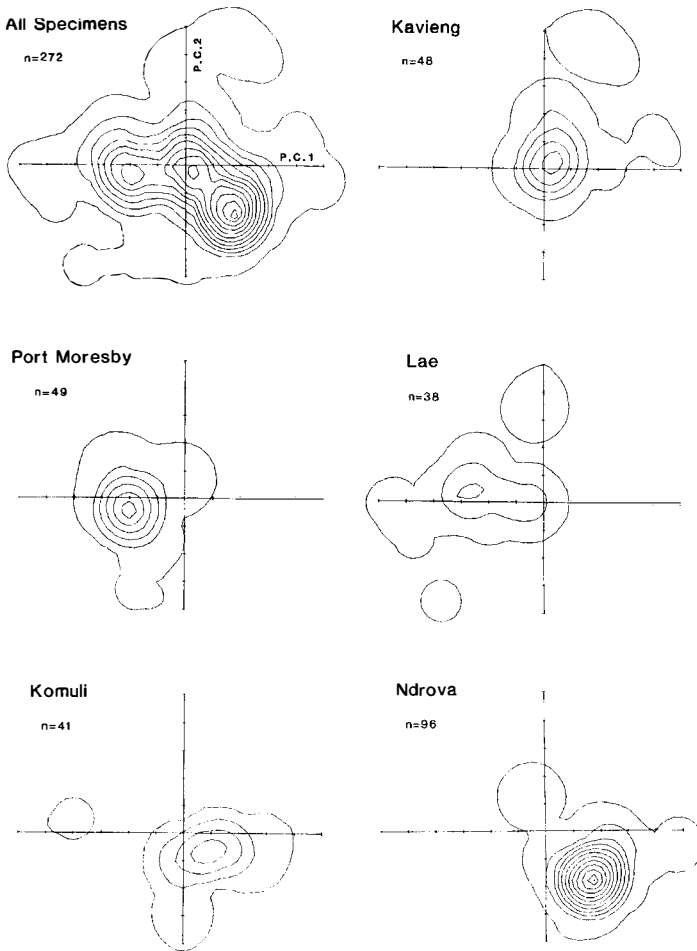 All Specimens
n=272
P.C.2
P.C.1
Kavieng
n=48
Port Moresby
n=49
Lae
n=38
Komuli
n=41
Ndrova
n=96